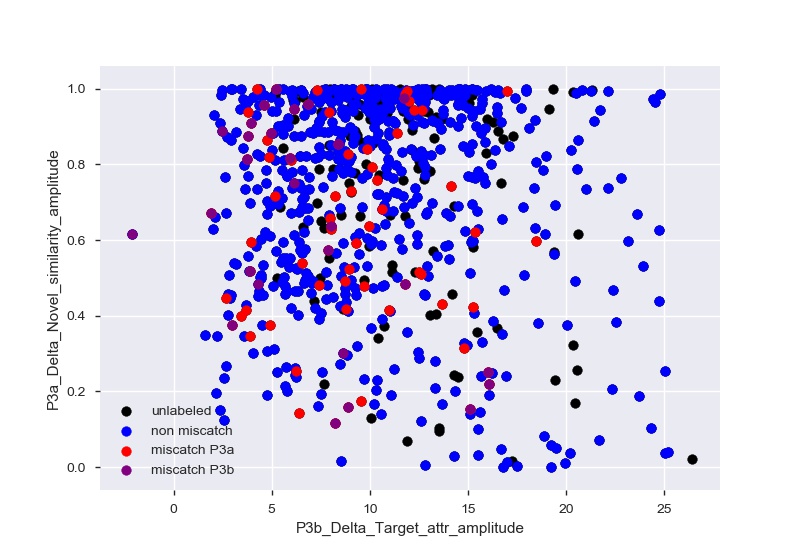 1.0
0.8
0.6
0.4
0.2
0.0
P3a_Delta_Novel_similarity_amplitude
unlabeled
non miscatch
miscatch P3a
miscatch P3b
0
5
10
15
20
25
P3b_Delta_Target_attr_amplitude